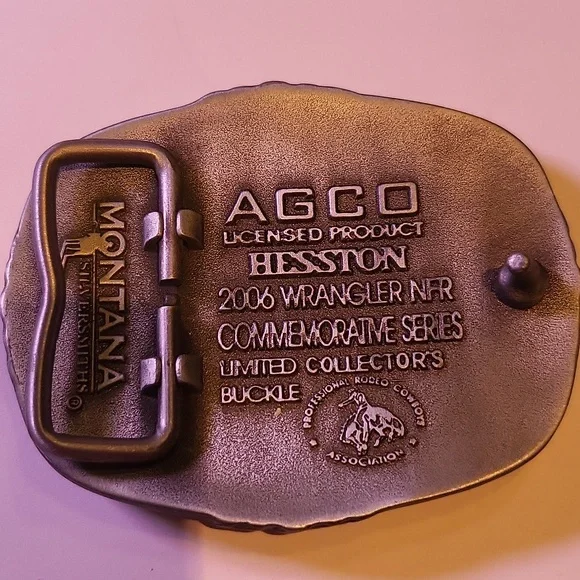 AGCO
LICENSED PRODUCT
HESSTON
2006 WRANGLER NFR
COMMEMORATIVE SERIES
LIMITED COLLECTOR'S
BUCKLE
PROFESSIONAL RODEO COWBOYS
ASSOCIATION
MONTANA
SILVERSMITHS ®